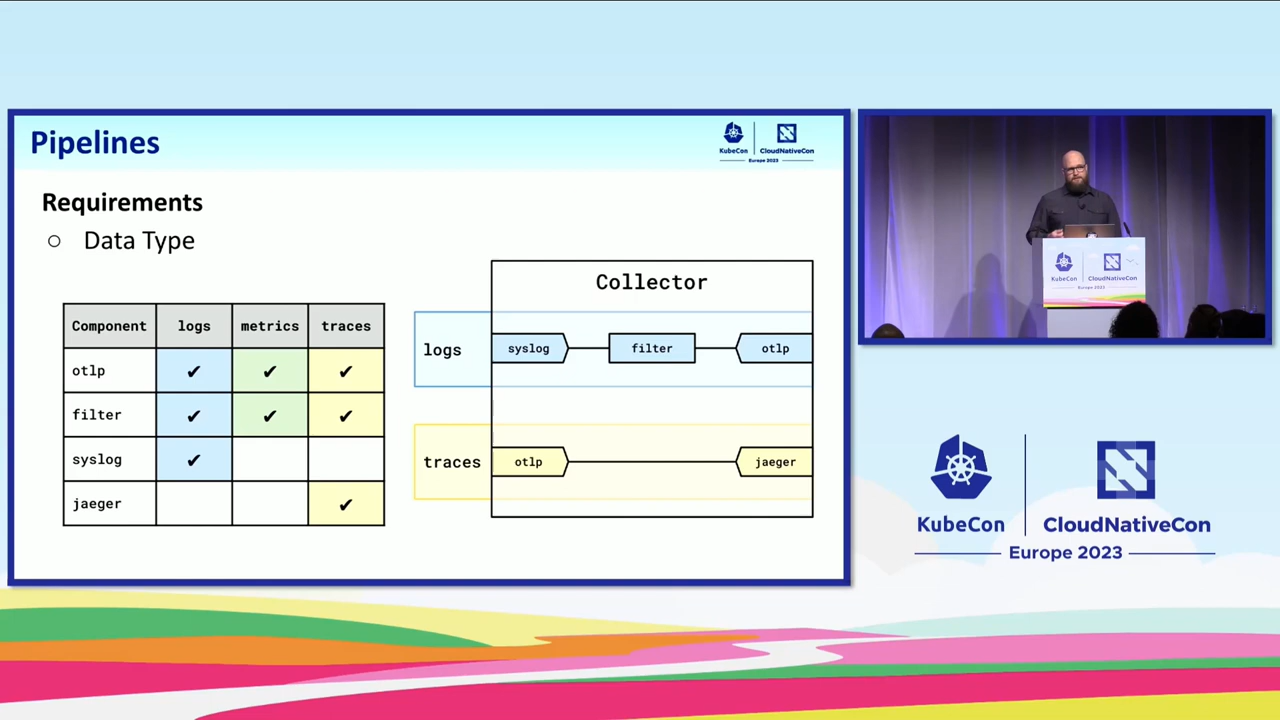 Pipelines
KubeCon
CloudNativeCon
Europe 2023
Requirements
○ Data Type
Component logs metrics traces
otlp ✔ ✔ ✔
filter ✔ ✔ ✔
syslog ✔
jaeger ✔
Collector
logs
syslog filter otlp
traces
otlp jaeger
KubeCon CloudNativeCon
Europe 2023
KubeCon CloudNativeCon
Europe 2023